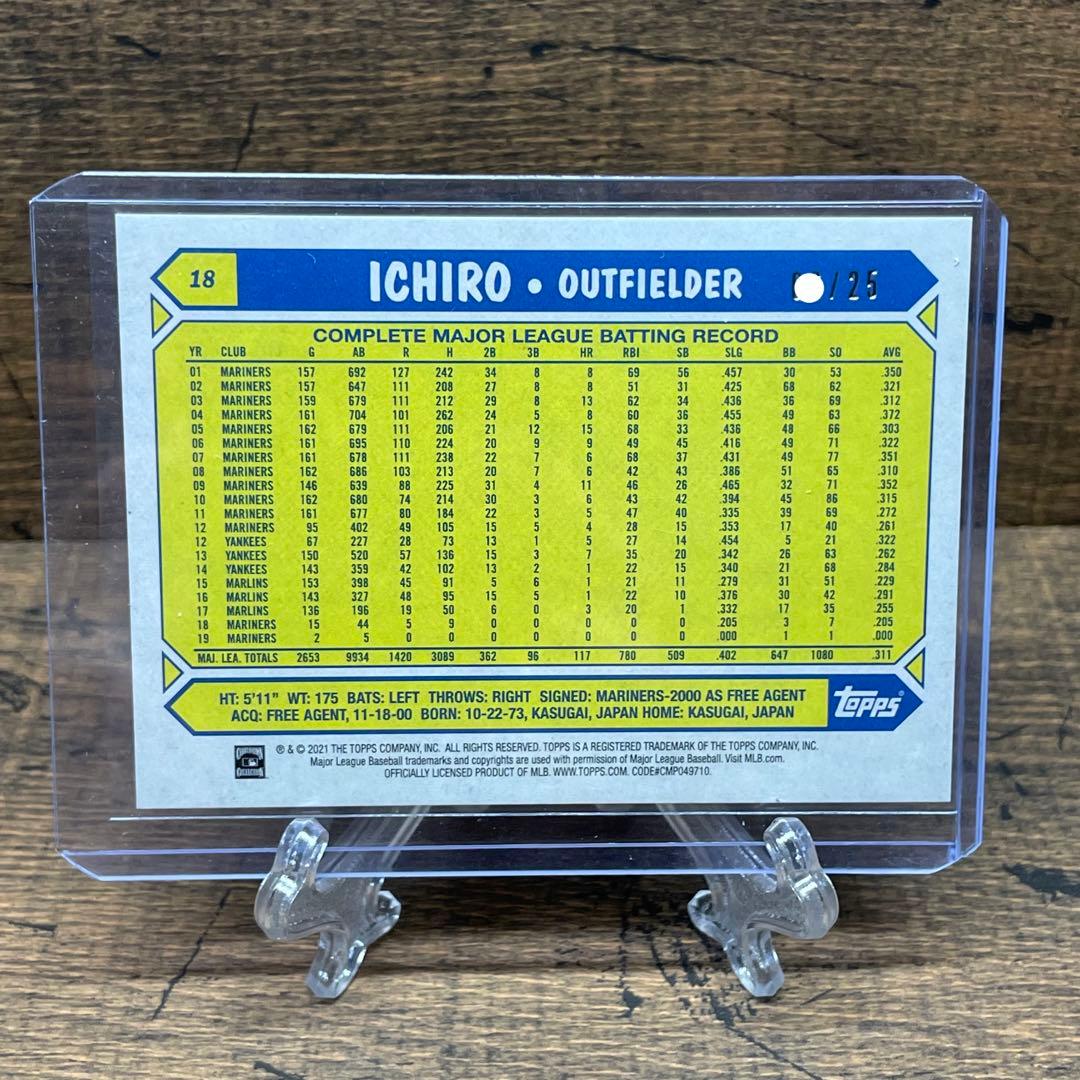 18 ICHIRO • OUTFIELDER /25
COMPLETE MAJOR LEAGUE BATTING RECORD
YR CLUB G AB R H 2B 3B HR RBI SB SLG BB SO AVG
01 MARINERS 157 692 127 242 34 8 8 69 56 .457 30 53 .350
02 MARINERS 157 647 111 208 27 8 8 51 31 .425 68 62 .321
03 MARINERS 159 679 111 212 29 8 13 62 34 .436 36 69 .312
04 MARINERS 161 704 101 262 24 5 8 60 36 .455 49 63 .372
05 MARINERS 162 679 111 206 21 12 15 68 33 .436 48 66 .303
06 MARINERS 161 695 110 224 20 9 9 49 45 .416 49 71 .322
07 MARINERS 161 678 111 238 22 7 6 68 37 .431 49 77 .351
08 MARINERS 162 686 103 213 20 7 6 42 43 .386 51 65 .310
09 MARINERS 146 639 88 225 31 4 11 46 26 .465 32 71 .352
10 MARINERS 162 680 74 214 30 3 6 43 42 .394 45 86 .315
11 MARINERS 161 677 80 184 22 3 5 47 40 .335 39 69 .272
12 MARINERS 95 402 49 105 15 5 4 28 15 .353 17 40 .261
12 YANKEES 67 227 28 73 13 1 5 27 14 .454 5 21 .322
13 YANKEES 150 520 57 136 15 3 7 35 20 .342 26 63 .262
14 YANKEES 143 359 42 102 13 2 1 22 15 .340 21 68 .284
15 MARLINS 153 398 45 91 5 6 1 21 11 .279 31 51 .229
16 MARLINS 143 327 48 95 15 5 1 22 10 .376 30 42 .291
17 MARLINS 136 196 19 50 6 0 3 20 1 .332 17 35 .255
18 MARINERS 15 44 5 9 0 0 0 0 0 .205 3 7 .205
19 MARINERS 2 5 0 0 0 0 0 0 0 .000 1 1 .000
MAJ. LEA. TOTALS 2653 9934 1420 3089 362 96 117 780 509 .402 647 1080 .311
HT: 5'11" WT: 175 BATS: LEFT THROWS: RIGHT SIGNED: MARINERS-2000 AS FREE AGENT
ACQ: FREE AGENT, 11-18-00 BORN: 10-22-73, KASUGAI, JAPAN HOME: KASUGAI, JAPAN
Topps®
® & © 2021 THE TOPPS COMPANY, INC. ALL RIGHTS RESERVED. TOPPS IS A REGISTERED TRADEMARK OF THE TOPPS COMPANY, INC.
Major League Baseball trademarks and copyrights are used with permission of Major League Baseball. Visit MLB.com.
OFFICIALLY LICENSED PRODUCT OF MLB. WWW.TOPPS.COM. CODE#CMP049710.